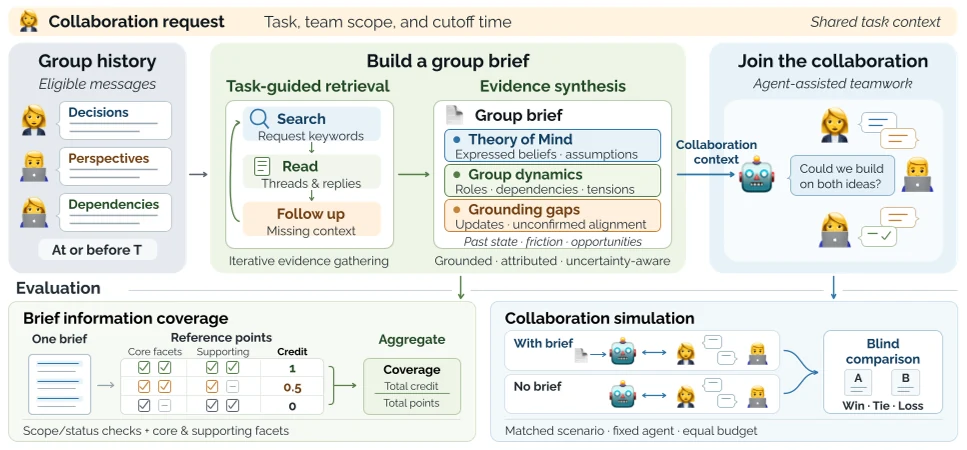 Collaboration request
Task, team scope, and cutoff time
Shared task context
Group history
Eligible messages
Decisions
Perspectives
Dependencies
At or before T
Build a group brief
Task-guided retrieval
Search
Request keywords
Read
Threads & replies
Follow up
Missing context
Iterative evidence gathering
Evidence synthesis
Group brief
Theory of Mind
Expressed beliefs · assumptions
Group dynamics
Roles · dependencies · tensions
Grounding gaps
Updates · unconfirmed alignment
Past state · friction · opportunities
Grounded · attributed · uncertainty-aware
Collaboration
context
Join the collaboration
Agent-assisted teamwork
Could we build
on both ideas?
Evaluation
Brief information coverage
One brief
Reference points
Core facets
Supporting
Credit
1
0.5
0
Aggregate
Coverage
Total credit
Total points
Scope/status checks + core & supporting facets
Collaboration simulation
With brief
No brief
Blind
comparison
A
B
Win · Tie · Loss
Matched scenario · fixed agent · equal budget